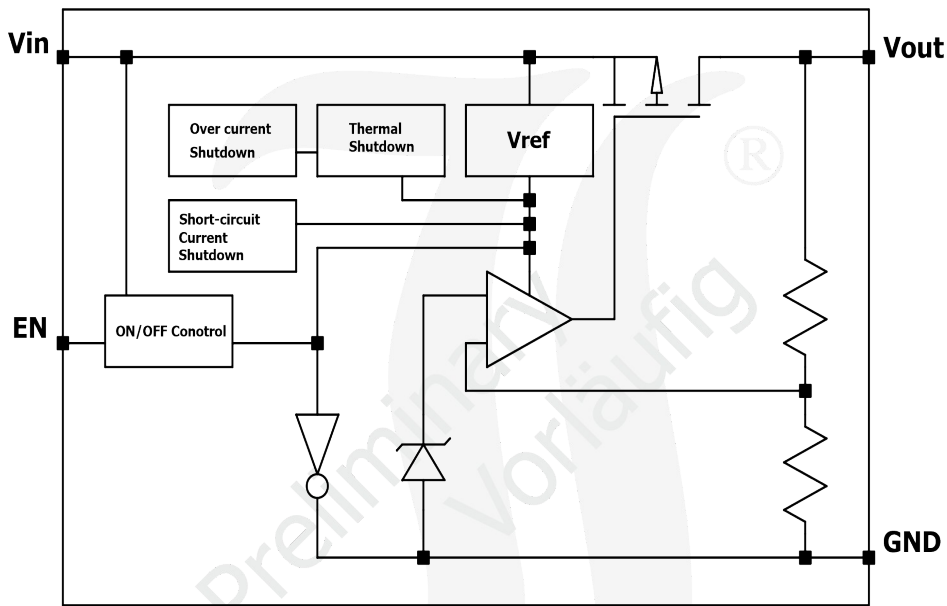 Vin
Vout
Over current
Shutdown
Thermal
Shutdown
Vref
®
Short-circuit
Current
Shutdown
EN
ON/OFF Conotrol
Preliminary
Vorläufig
GND